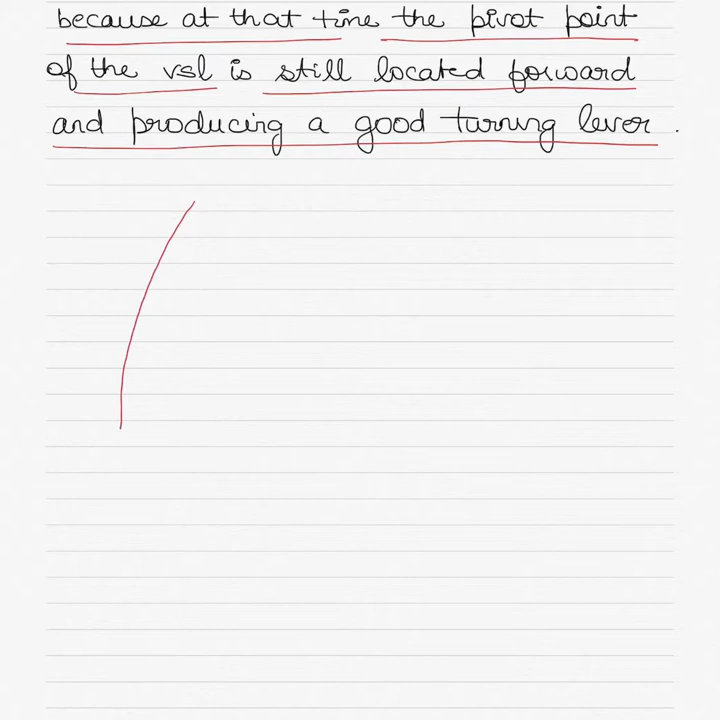 because at that time the pivot point
of the vsl is still located forward
and producing a good turning lever .